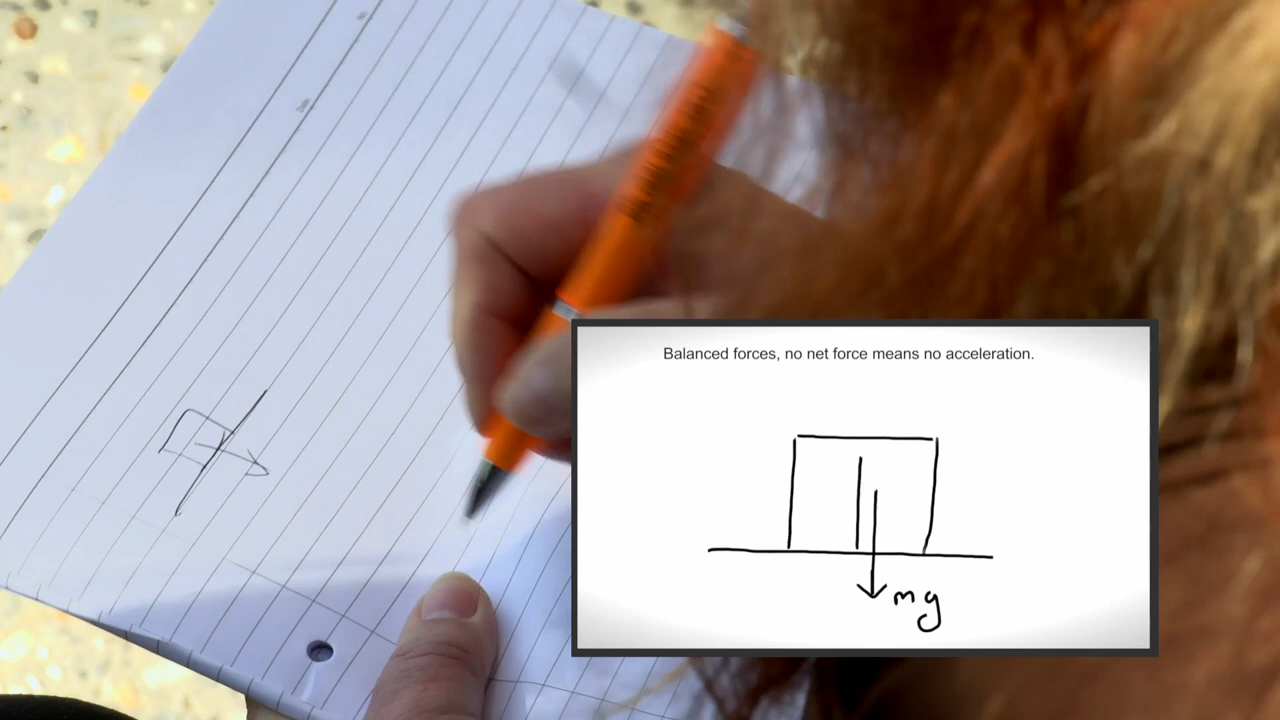 Balanced forces, no net force means no acceleration.
mg